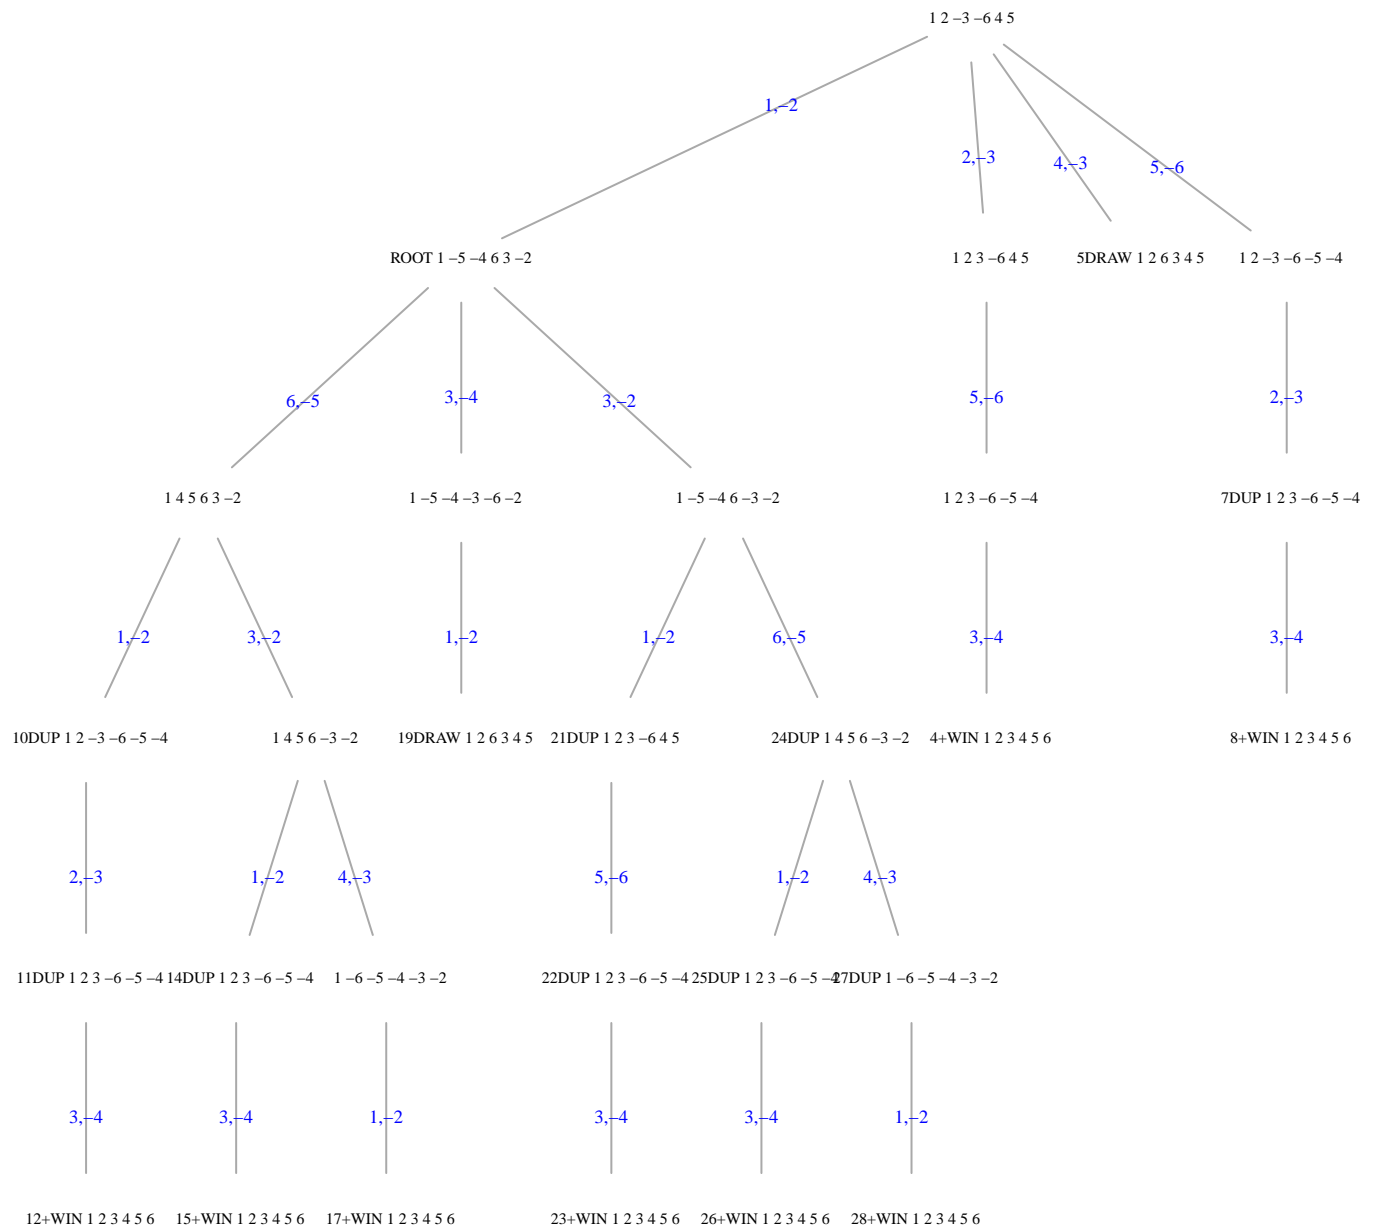 1 2 −3 −6 4 5
1,−2
2,−3
4,−3
5,−6
ROOT 1 −5 −4 6 3 −2
1 2 3 −6 4 5
5DRAW 1 2 6 3 4 5
1 2 −3 −6 −5 −4
6,−5
3,−4
3,−2
5,−6
2,−3
1 4 5 6 3 −2
1 −5 −4 −3 −6 −2
1 −5 −4 6 −3 −2
1 2 3 −6 −5 −4
7DUP 1 2 3 −6 −5 −4
1,−2
3,−2
1,−2
1,−2
6,−5
3,−4
3,−4
10DUP 1 2 −3 −6 −5 −4
1 4 5 6 −3 −2
19DRAW 1 2 6 3 4 5
21DUP 1 2 3 −6 4 5
24DUP 1 4 5 6 −3 −2
4+WIN 1 2 3 4 5 6
8+WIN 1 2 3 4 5 6
2,−3
1,−2
4,−3
5,−6
1,−2
4,−3
11DUP 1 2 3 −6 −5 −4
14DUP 1 2 3 −6 −5 −4
1 −6 −5 −4 −3 −2
22DUP 1 2 3 −6 −5 −4
25DUP 1 2 3 −6 −5 −4
27DUP 1 −6 −5 −4 −3 −2
3,−4
3,−4
1,−2
3,−4
3,−4
1,−2
12+WIN 1 2 3 4 5 6
15+WIN 1 2 3 4 5 6
17+WIN 1 2 3 4 5 6
23+WIN 1 2 3 4 5 6
26+WIN 1 2 3 4 5 6
28+WIN 1 2 3 4 5 6